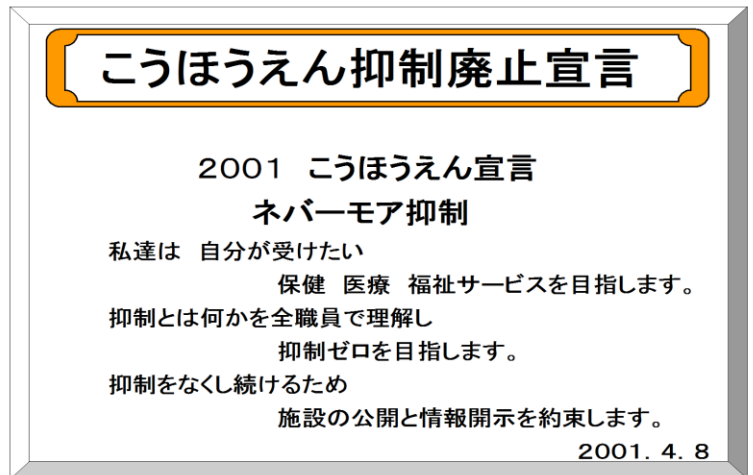 こうほうえん抑制廃止宣言
2001　こうほうえん宣言
ネバーモア抑制
私達は　自分が受けたい
保健　医療　福祉サービスを目指します。
抑制とは何かを全職員で理解し
抑制ゼロを目指します。
抑制をなくし続けるため
施設の公開と情報開示を約束します。
2001．4．8